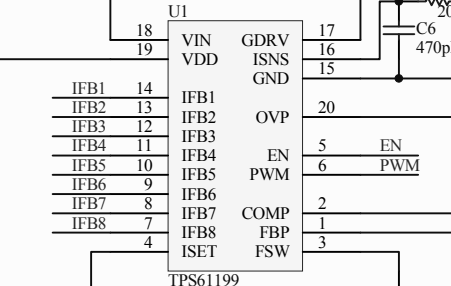 U1
20
C6
470p
18 VIN GDRV 17
19 VDD ISNS 16
GND 15
IFB1 14 IFB1
IFB2 13 IFB2 OVP 20
IFB3 12 IFB3
IFB4 11 IFB4 EN 5 EN
IFB5 10 IFB5 PWM 6 PWM
IFB6 9 IFB6
IFB7 8 IFB7 COMP 2
IFB8 7 IFB8 FBP 1
4 ISET FSW 3
TPS61199